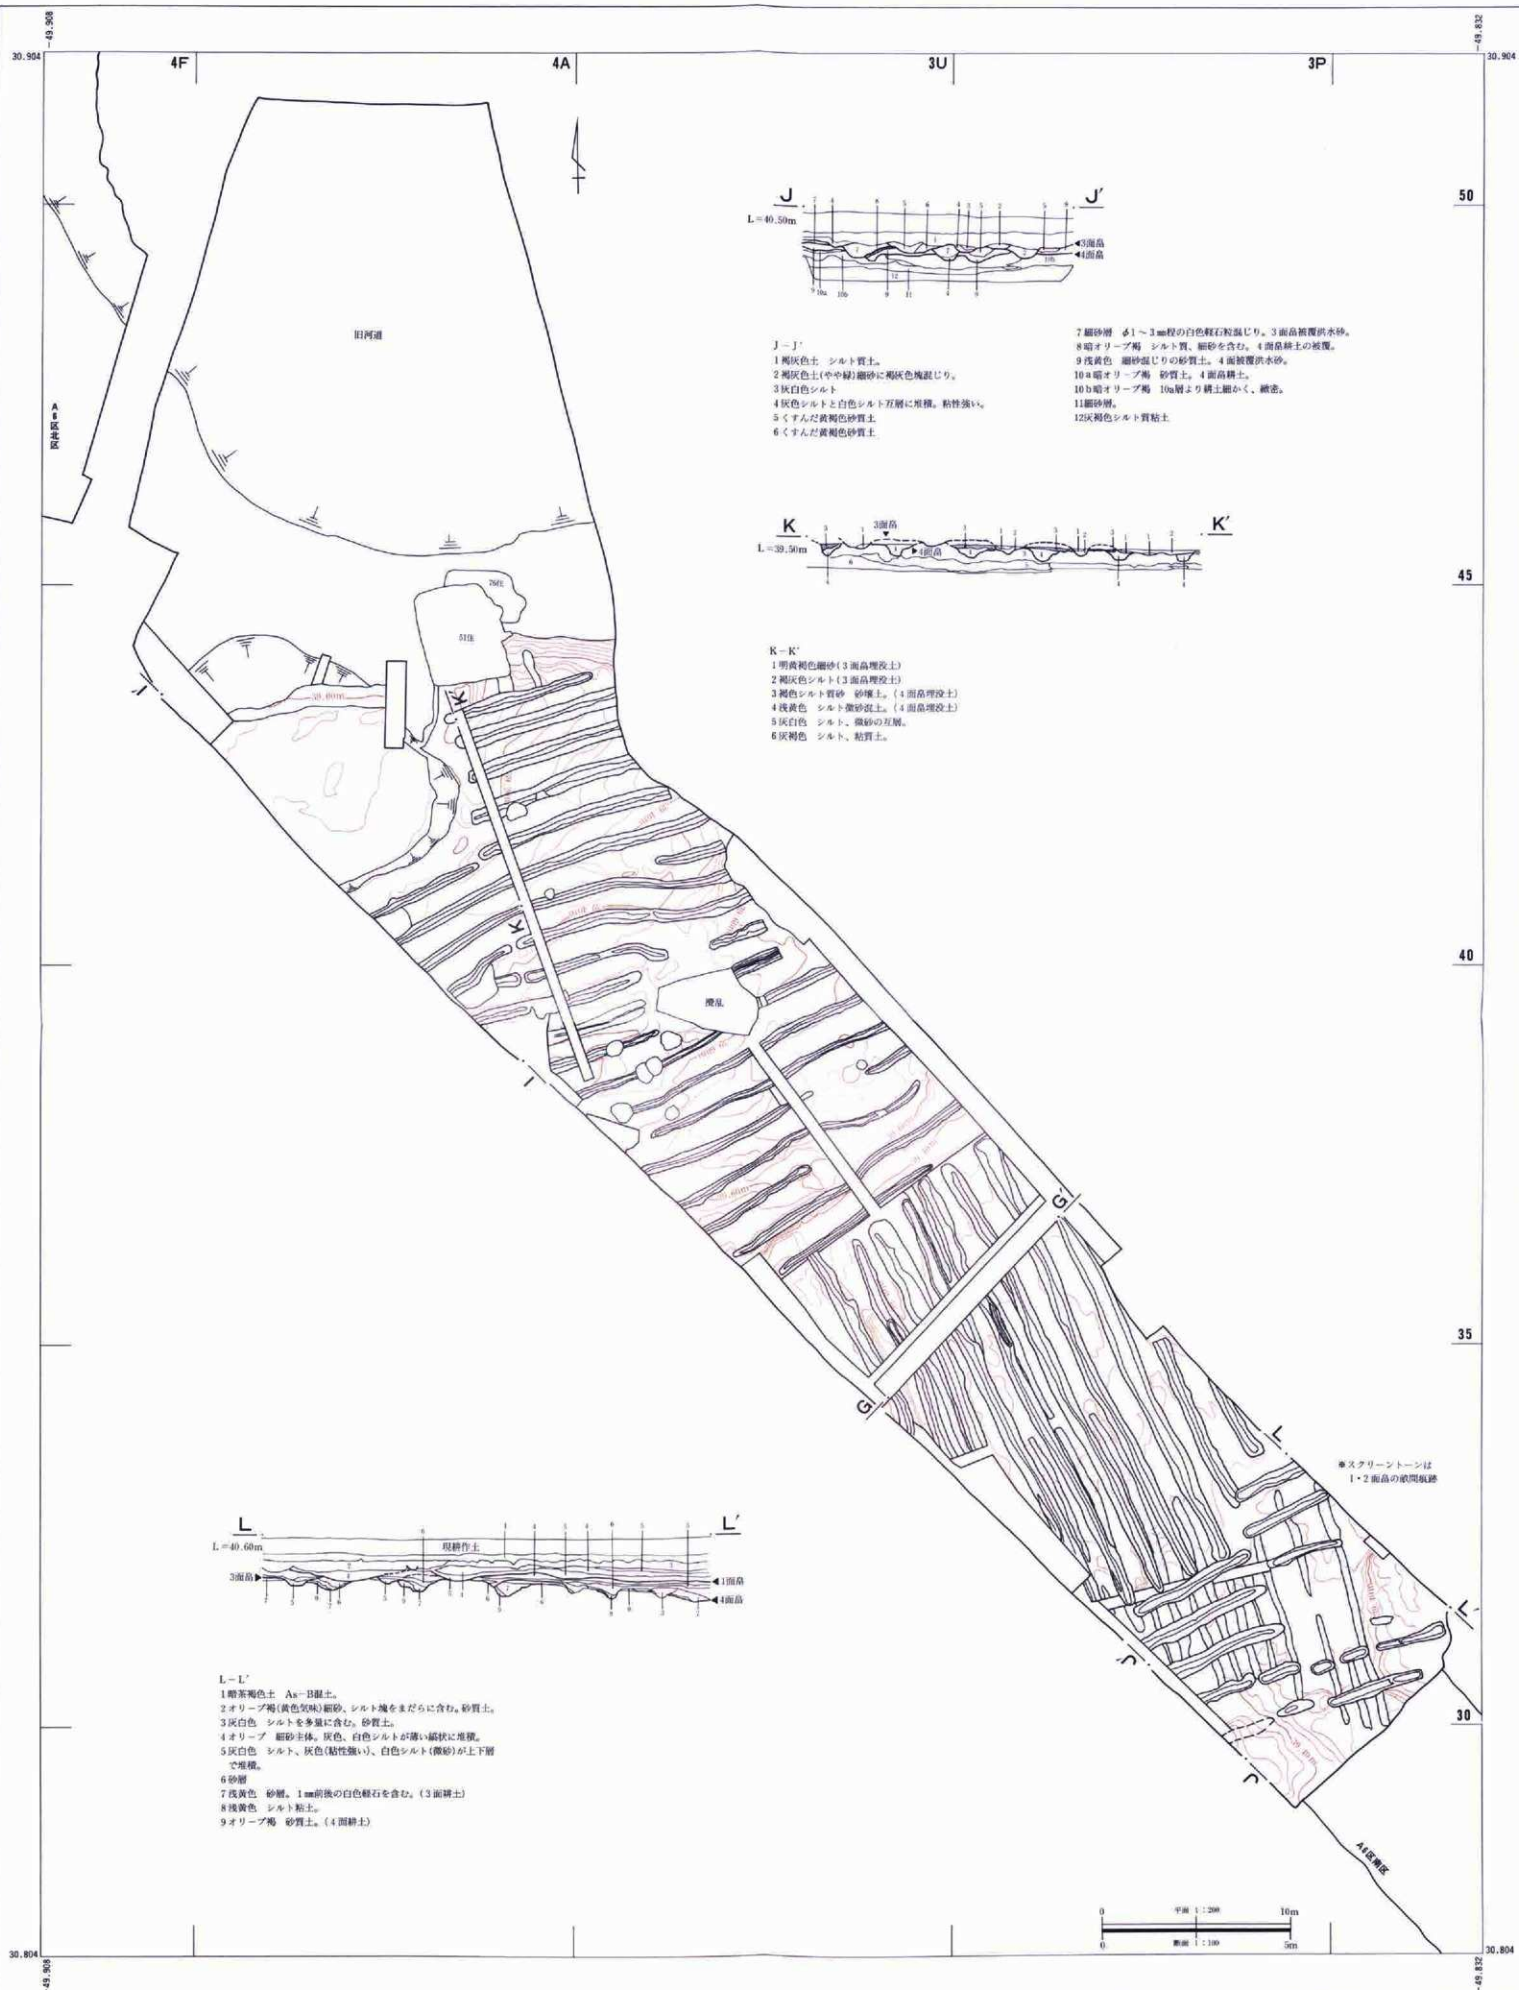 -49.908
-49.832
30.904
4F
4A
3U
3P
30.904
50
45
40
35
30
J
J′
L=40.50m
◀3面畠
◀4面畠
旧河道
A6区北区
J-J′
1 褐灰色土 シルト質土。
2 褐灰色土(やや緑)細砂に褐灰色塊混じり。
3 灰白色シルト
4 灰色シルトと白色シルト互層に堆積。粘性強い。
5 くすんだ黄褐色砂質土
6 くすんだ黄褐色砂質土
7 細砂層 φ1～3㎜程の白色軽石粒混じり。3面畠被覆洪水砂。
8 暗オリーブ褐 シルト質、細砂を含む。4面畠耕土の被覆。
9 浅黄色 細砂混じりの砂質土。4面被覆洪水砂。
10a 暗オリーブ褐 砂質土。4面畠耕土。
10b 暗オリーブ褐 10a層より耕土細かく、緻密。
11 細砂層。
12 灰褐色シルト質粘土
K
K′
3面畠
L=39.50m
▶4面畠
K-K′
1 明黄褐色細砂(3面畠埋没土)
2 褐灰色シルト(3面畠埋没土)
3 褐色シルト質砂 砂壌土。(4面畠埋没土)
4 浅黄色 シルト微砂混土。(4面畠埋没土)
5 灰白色 シルト、微砂の互層。
6 灰褐色 シルト、粘質土。
76住
51住
K′
K
撹乱
I
G′
G
L
L′
J
※スクリーントーンは
1・2面畠の畝間痕跡
L
L′
L=40.60m
現耕作土
3面畠▶
◀1面畠
◀4面畠
L-L′
1 暗茶褐色土 As-B混土。
2 オリーブ褐(黄色気味)細砂、シルト塊をまだらに含む。砂質土。
3 灰白色 シルトを多量に含む。砂質土。
4 オリーブ 細砂主体。灰色、白色シルトが薄い縞状に堆積。
5 灰白色 シルト、灰色(粘性強い)、白色シルト(微砂)が上下層
で堆積。
6 砂層
7 浅黄色 砂層。1㎜前後の白色軽石を含む。(3面耕土)
8 浅黄色 シルト粘土。
9 オリーブ褐 砂質土。(4面耕土)
A6区南区
0 平面 1:200 10m
0 断面 1:100 5m
30.804
30.804
-49.908
-49.832